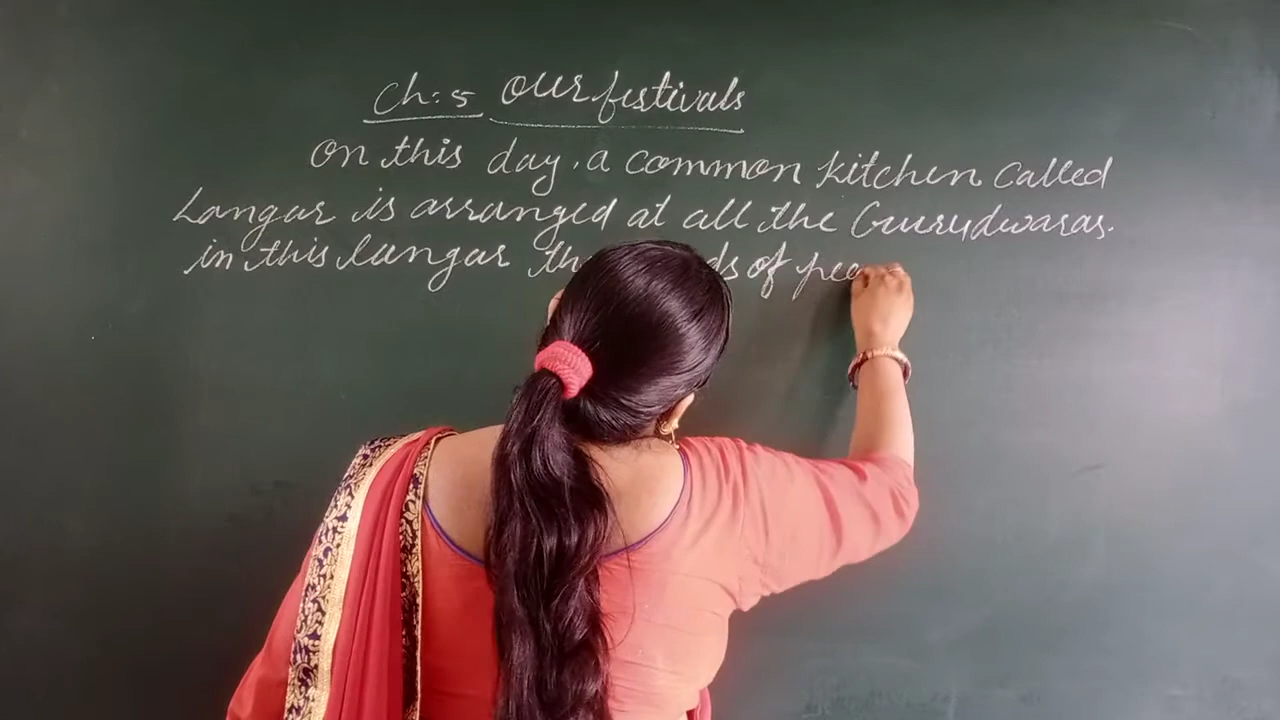 Ch:5 Our festivals
On this day, a common kitchen called
Langar is arranged at all the Gurudwaras.
in this langar of